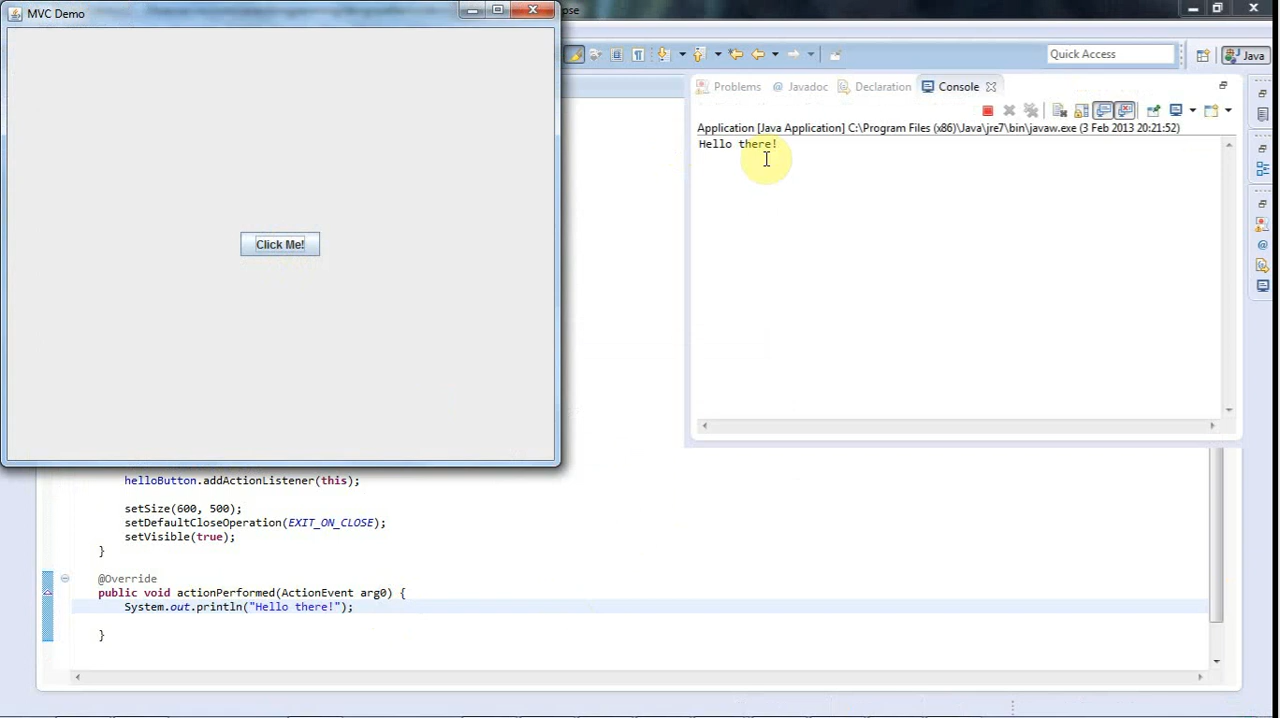 MVC Demo
pse
Quick Access
Java
Problems
Javadoc
Declaration
Console
Application [Java Application] C:\Program Files (x86)\Java\jre7\bin\javaw.exe (3 Feb 2013 20:21:52)
Hello there!
Click Me!
helloButton.addActionListener(this);
setSize(600, 500);
setDefaultCloseOperation(EXIT_ON_CLOSE);
setVisible(true);
}
@Override
public void actionPerformed(ActionEvent arg0) {
System.out.println("Hello there!");
}